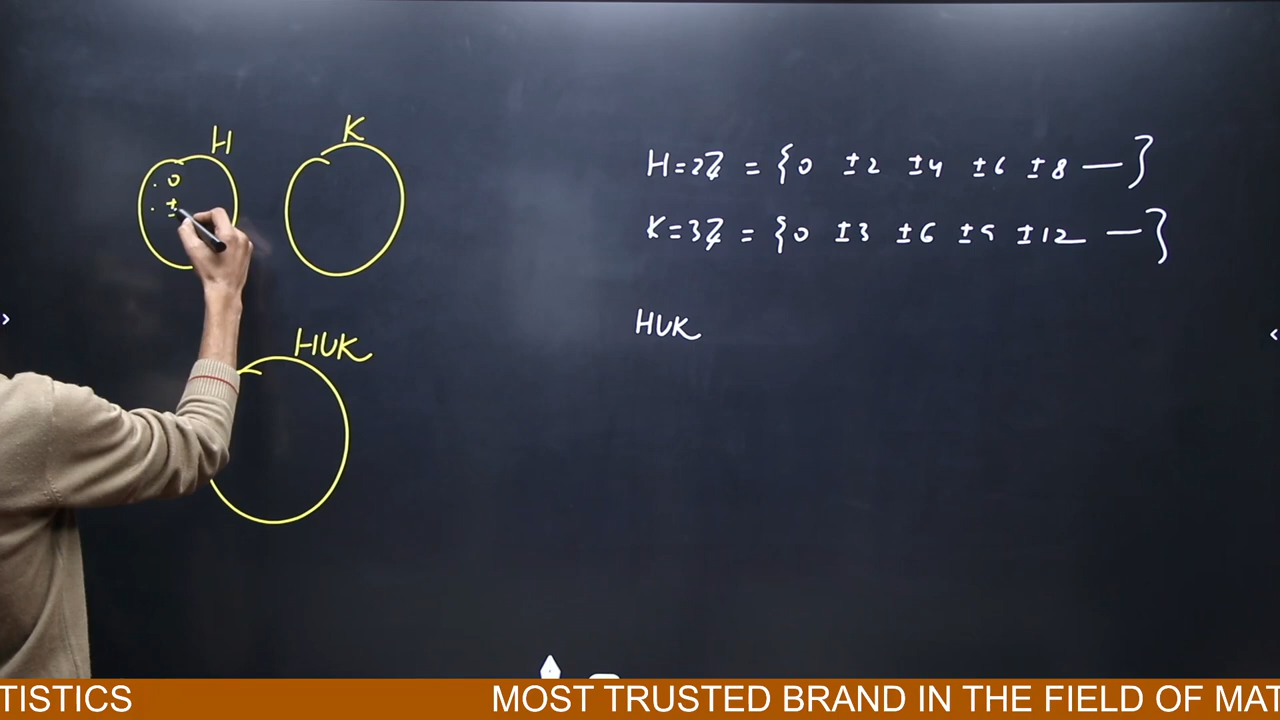 H K
· 0
· ±
HUK
H=2ℤ = {0 ±2 ±4 ±6 ±8 — }
K=3ℤ = {0 ±3 ±6 ±9 ±12 — }
HUK
TISTICS MOST TRUSTED BRAND IN THE FIELD OF MAT